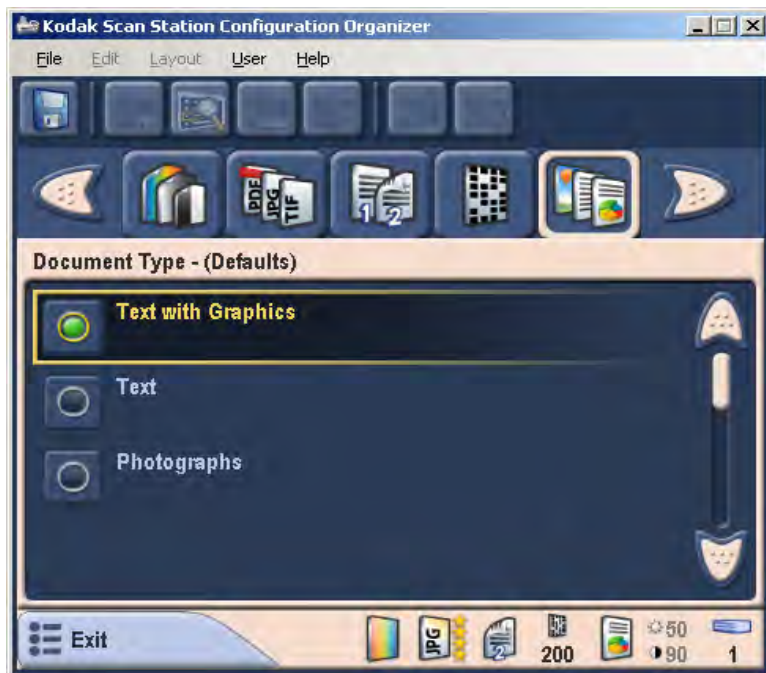 Kodak Scan Station Configuration Organizer
File Edit Layout User Help
PDF JPG TIF 1 2
Document Type - (Defaults)
Text with Graphics
Text
Photographs
Exit JPG 2 200 50 90 1